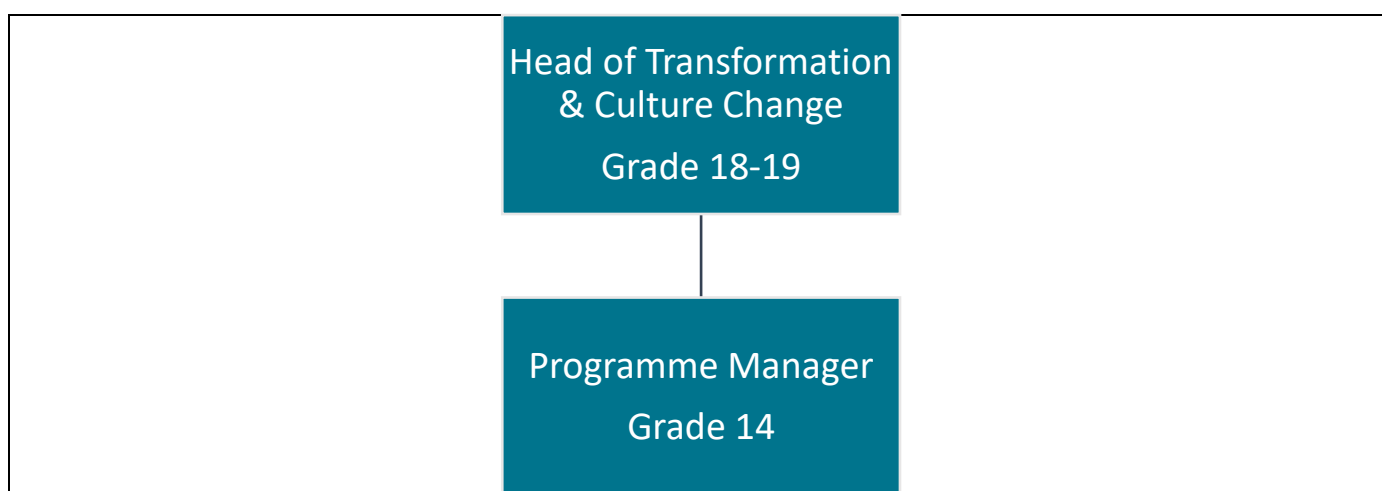 Head of Transformation
& Culture Change
Grade 18-19
Programme Manager
Grade 14